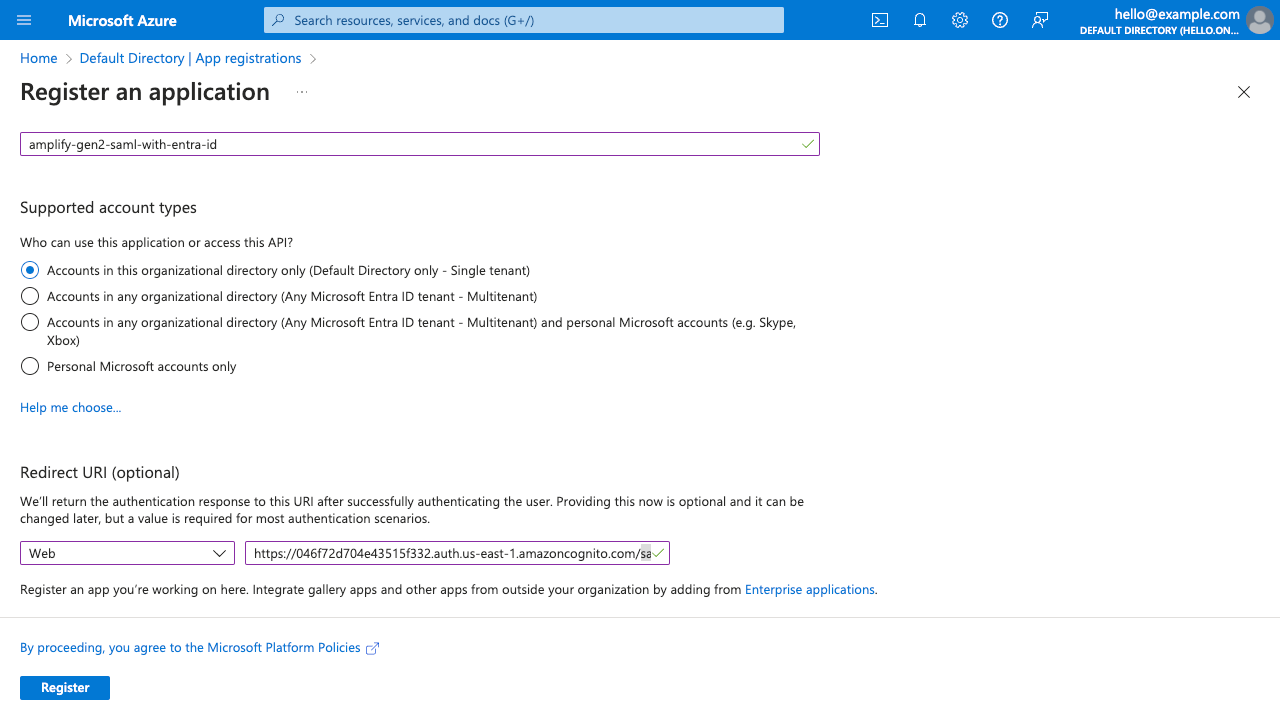 Microsoft Azure
Search resources, services, and docs (G+/)
hello@example.com
DEFAULT DIRECTORY (HELLO.ON...
Home
Default Directory | App registrations
Register an application
...
amplify-gen2-saml-with-entra-id
Supported account types
Who can use this application or access this API?
Accounts in this organizational directory only (Default Directory only - Single tenant)
Accounts in any organizational directory (Any Microsoft Entra ID tenant - Multitenant)
Accounts in any organizational directory (Any Microsoft Entra ID tenant - Multitenant) and personal Microsoft accounts (e.g. Skype,
Xbox)
Personal Microsoft accounts only
Help me choose...
Redirect URI (optional)
We'll return the authentication response to this URI after successfully authenticating the user. Providing this now is optional and it can be
changed later, but a value is required for most authentication scenarios.
Web
https://046f72d704e43515f332.auth.us-east-1.amazoncognito.com/sa
Register an app you're working on here. Integrate gallery apps and other apps from outside your organization by adding from Enterprise applications.
By proceeding, you agree to the Microsoft Platform Policies
Register